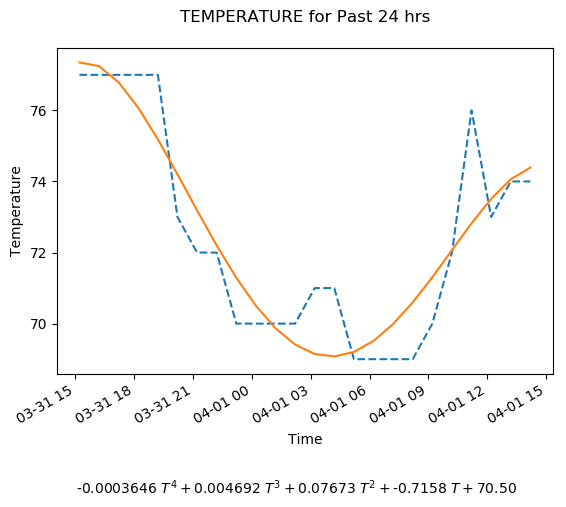 TEMPERATURE for Past 24 hrs
76
74
72
70
Temperature
03-31 15 03-31 18 03-31 21 04-01 00 04-01 03 04-01 06 04-01 09 04-01 12 04-01 15
Time
-0.0003646 T⁴ + 0.004692 T³ + 0.07673 T² + -0.7158 T + 70.50